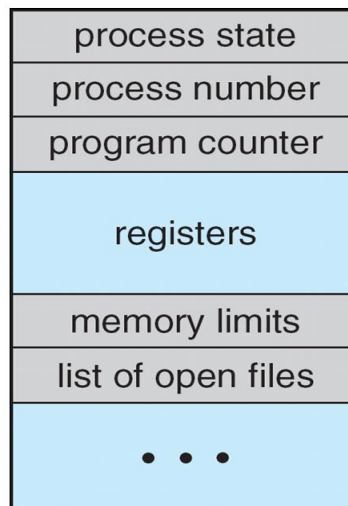 process state
process number
program counter
registers
memory limits
list of open files
• • •